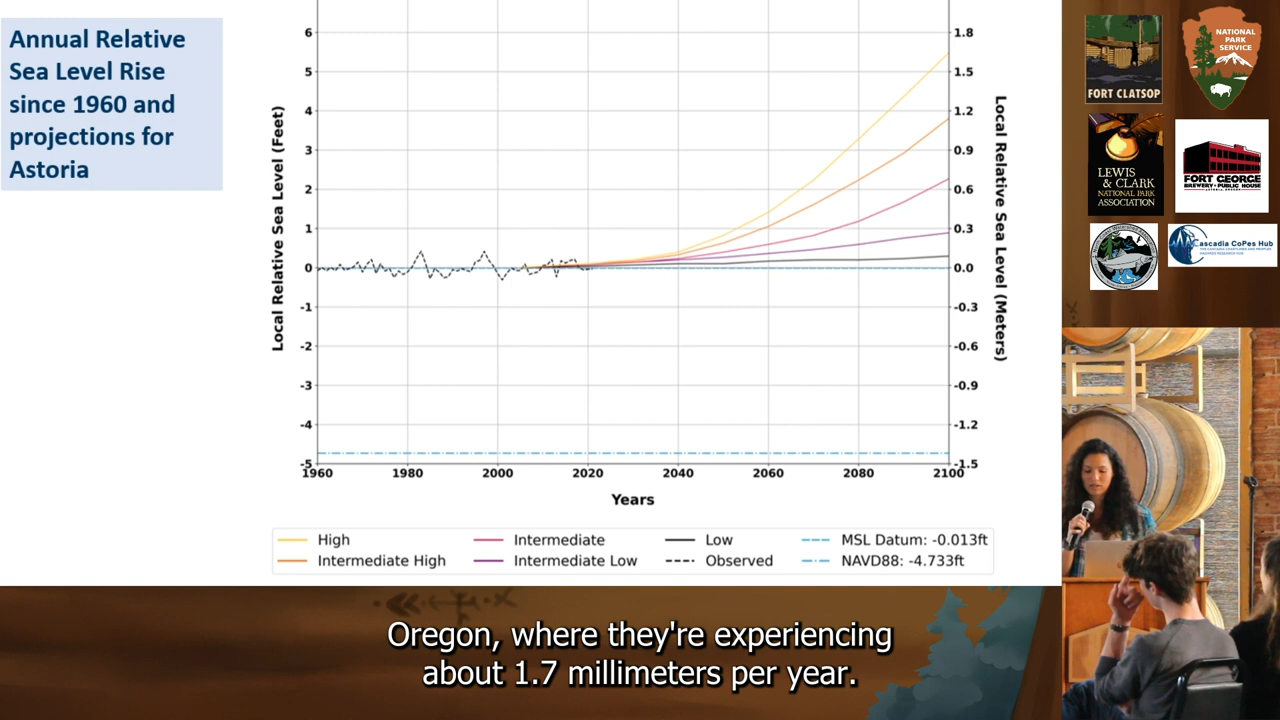 Annual Relative
Sea Level Rise
since 1960 and
projections for
Astoria
Local Relative Sea Level (Feet)
6
5
4
3
2
1
0
-1
-2
-3
-4
-5
1.8
1.5
1.2
0.9
0.6
0.3
0.0
-0.3
-0.6
-0.9
-1.2
-1.5
Local Relative Sea Level (Meters)
1960 1980 2000 2020 2040 2060 2080 2100
Years
High Intermediate Low MSL Datum: -0.013ft
Intermediate High Intermediate Low Observed NAVD88: -4.733ft
FORT CLATSOP
NATIONAL
PARK
SERVICE
LEWIS
& CLARK
NATIONAL PARK
ASSOCIATION
FORT GEORGE
BREWERY + PUBLIC HOUSE
Cascadia CoPes Hub
Oregon, where they're experiencing
about 1.7 millimeters per year.